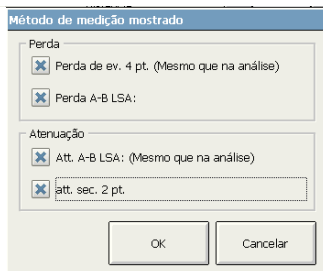 Método de medição mostrado
Perda
Perda de ev. 4 pt. (Mesmo que na análise)
Perda A-B LSA:
Atenuação
Att. A-B LSA: (Mesmo que na análise)
att. sec. 2 pt.
OK
Cancelar